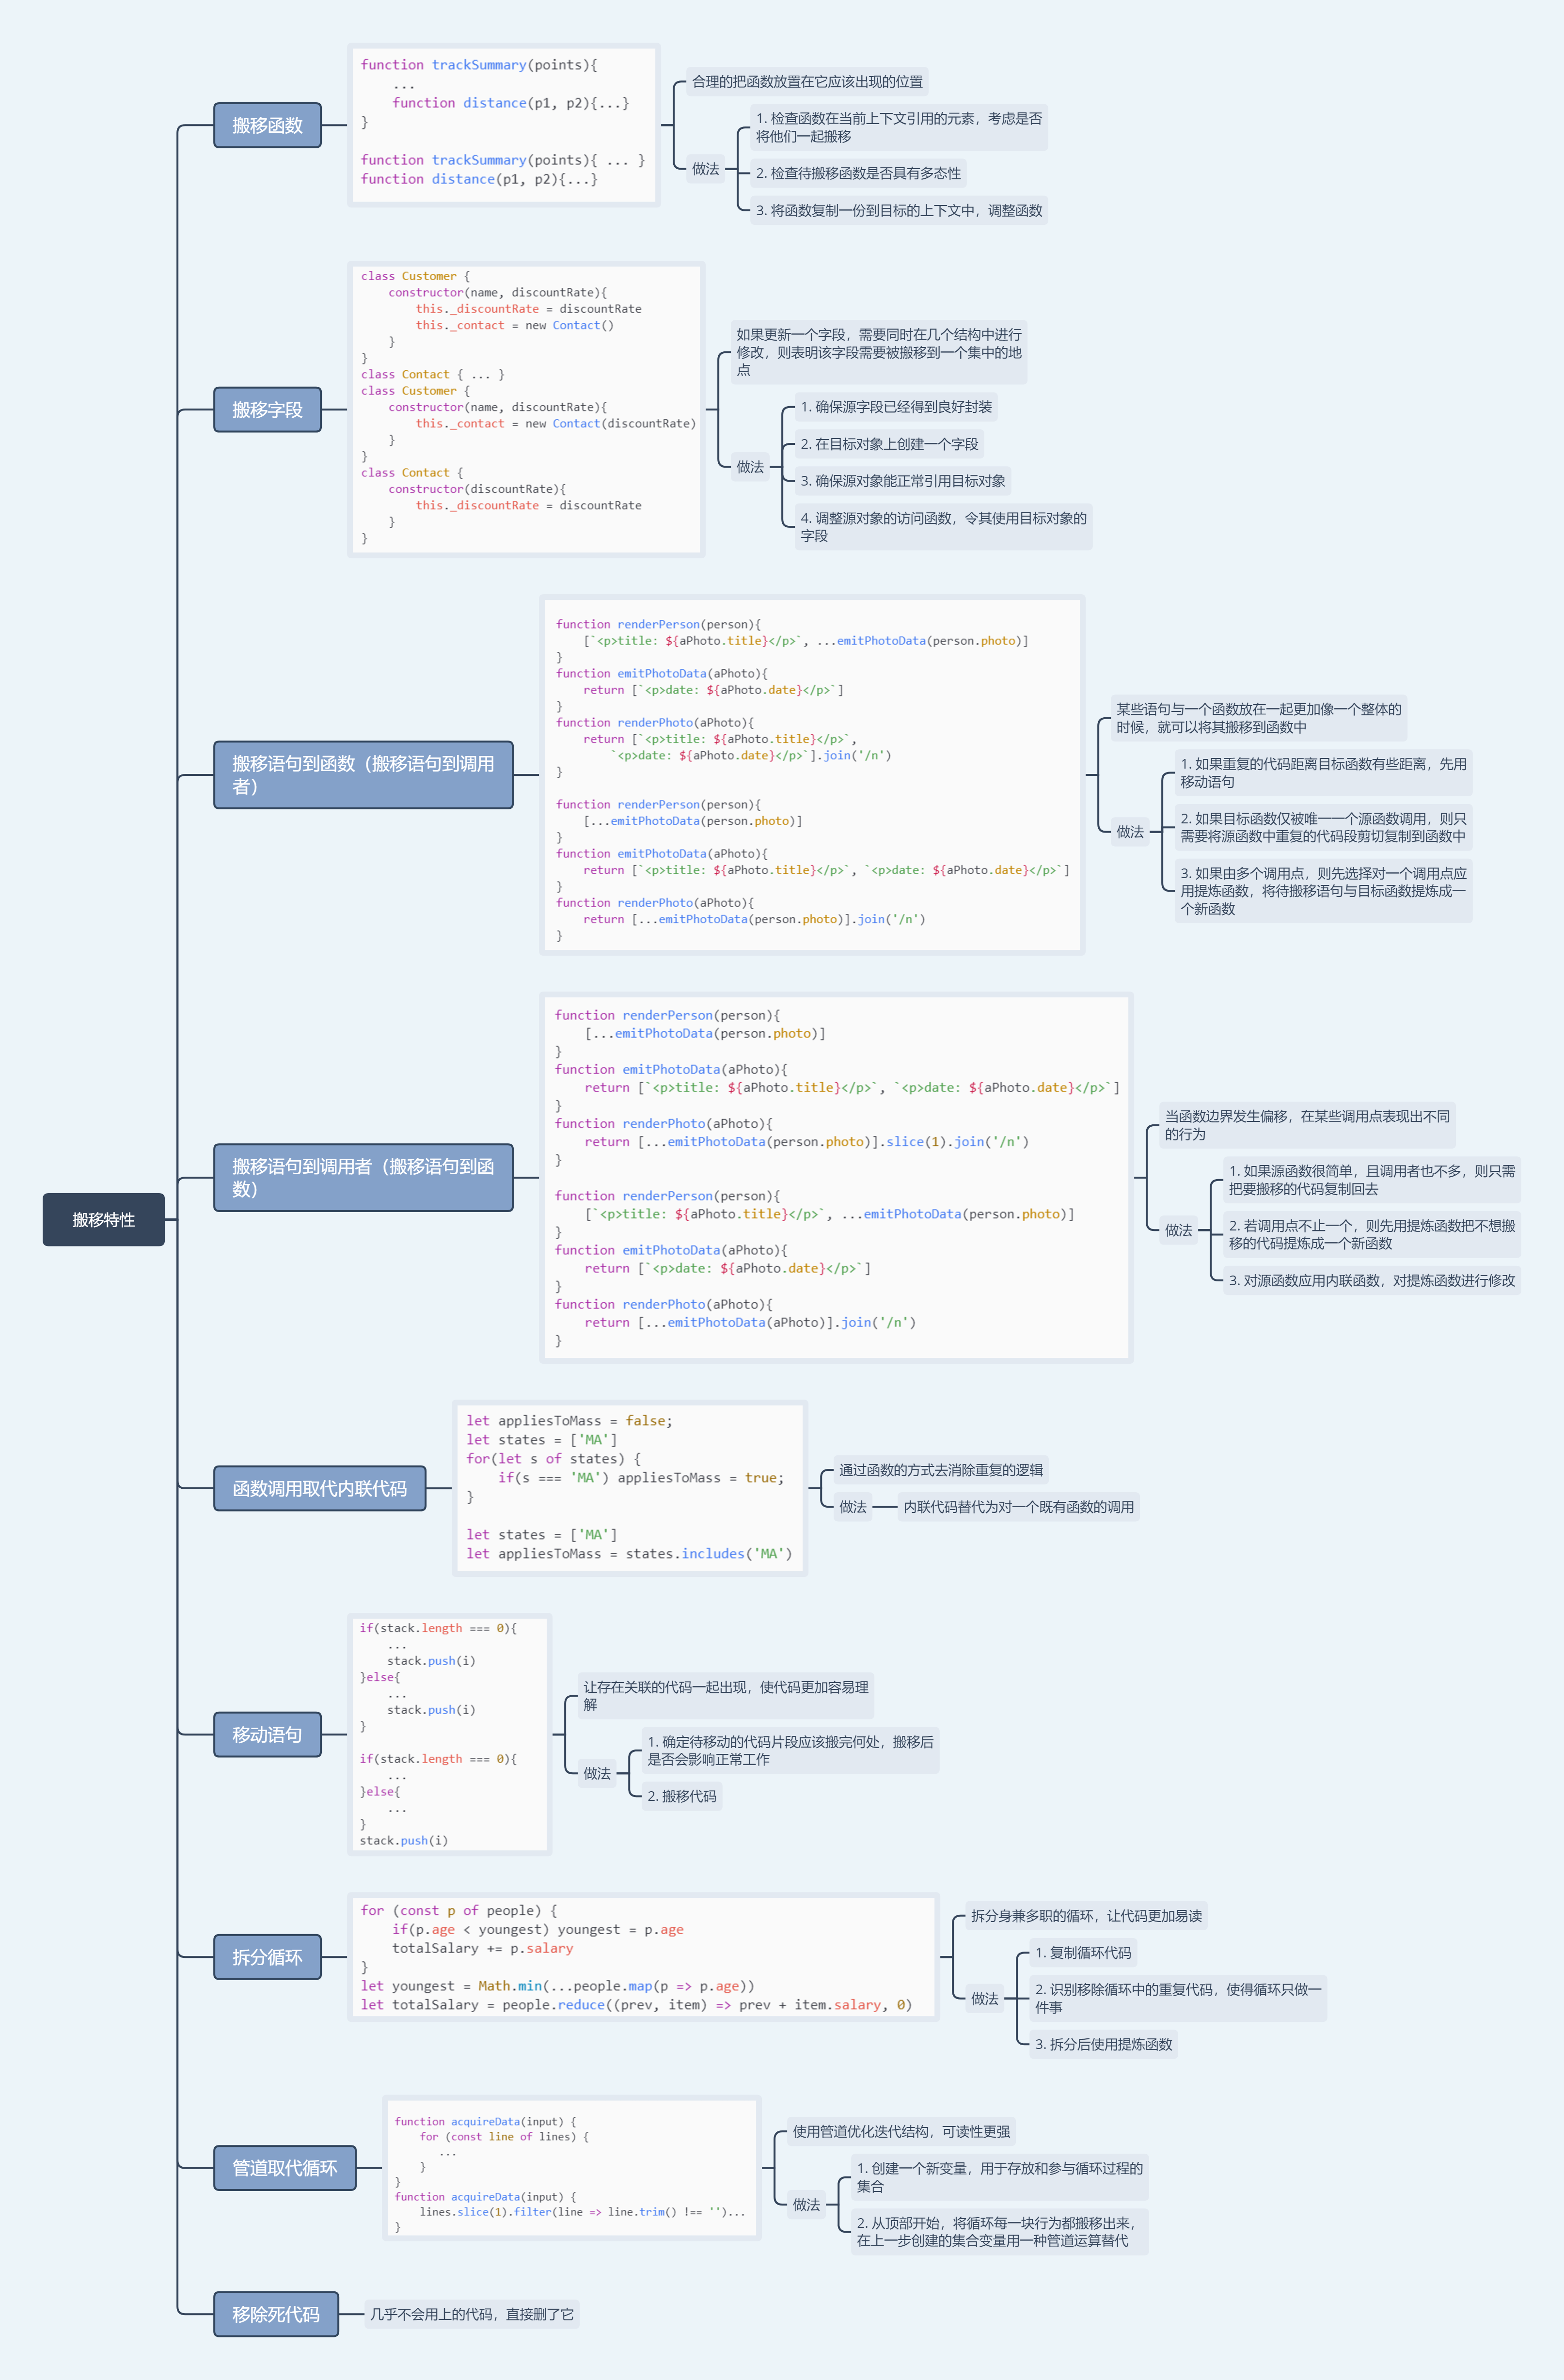 搬移特性
搬移函数
function trackSummary(points){
    ...
    function distance(p1, p2){...}
}
function trackSummary(points){ ... }
function distance(p1, p2){...}
合理的把函数放置在它应该出现的位置
做法
1. 检查函数在当前上下文引用的元素，考虑是否
将他们一起搬移
2. 检查待搬移函数是否具有多态性
3. 将函数复制一份到目标的上下文中，调整函数
搬移字段
class Customer {
    constructor(name, discountRate){
        this._discountRate = discountRate
        this._contact = new Contact()
    }
}
class Contact { ... }
class Customer {
    constructor(name, discountRate){
        this._contact = new Contact(discountRate)
    }
}
class Contact {
    constructor(discountRate){
        this._discountRate = discountRate
    }
}
如果更新一个字段，需要同时在几个结构中进行
修改，则表明该字段需要被搬移到一个集中的地
点
做法
1. 确保源字段已经得到良好封装
2. 在目标对象上创建一个字段
3. 确保源对象能正常引用目标对象
4. 调整源对象的访问函数，令其使用目标对象的
字段
搬移语句到函数（搬移语句到调用
者）
function renderPerson(person){
    [`<p>title: ${aPhoto.title}</p>`, ...emitPhotoData(person.photo)]
}
function emitPhotoData(aPhoto){
    return [`<p>date: ${aPhoto.date}</p>`]
}
function renderPhoto(aPhoto){
    return [`<p>title: ${aPhoto.title}</p>`,
        `<p>date: ${aPhoto.date}</p>`].join('/n')
}
function renderPerson(person){
    [...emitPhotoData(person.photo)]
}
function emitPhotoData(aPhoto){
    return [`<p>title: ${aPhoto.title}</p>`, `<p>date: ${aPhoto.date}</p>`]
}
function renderPhoto(aPhoto){
    return [...emitPhotoData(person.photo)].join('/n')
}
某些语句与一个函数放在一起更加像一个整体的
时候，就可以将其搬移到函数中
做法
1. 如果重复的代码距离目标函数有些距离，先用
移动语句
2. 如果目标函数仅被唯一一个源函数调用，则只
需要将源函数中重复的代码段剪切复制到函数中
3. 如果由多个调用点，则先选择对一个调用点应
用提炼函数，将待搬移语句与目标函数提炼成一
个新函数
搬移语句到调用者（搬移语句到函
数）
function renderPerson(person){
    [...emitPhotoData(person.photo)]
}
function emitPhotoData(aPhoto){
    return [`<p>title: ${aPhoto.title}</p>`, `<p>date: ${aPhoto.date}</p>`]
}
function renderPhoto(aPhoto){
    return [...emitPhotoData(person.photo)].slice(1).join('/n')
}
function renderPerson(person){
    [`<p>title: ${aPhoto.title}</p>`, ...emitPhotoData(person.photo)]
}
function emitPhotoData(aPhoto){
    return [`<p>date: ${aPhoto.date}</p>`]
}
function renderPhoto(aPhoto){
    return [...emitPhotoData(aPhoto)].join('/n')
}
当函数边界发生偏移，在某些调用点表现出不同
的行为
做法
1. 如果源函数很简单，且调用者也不多，则只需
把要搬移的代码复制回去
2. 若调用点不止一个，则先用提炼函数把不想搬
移的代码提炼成一个新函数
3. 对源函数应用内联函数，对提炼函数进行修改
函数调用取代内联代码
let appliesToMass = false;
let states = ['MA']
for(let s of states) {
    if(s === 'MA') appliesToMass = true;
}
let states = ['MA']
let appliesToMass = states.includes('MA')
通过函数的方式去消除重复的逻辑
做法
内联代码替代为对一个既有函数的调用
移动语句
if(stack.length === 0){
    ...
    stack.push(i)
}else{
    ...
    stack.push(i)
}
if(stack.length === 0){
    ...
}else{
    ...
}
stack.push(i)
让存在关联的代码一起出现，使代码更加容易理
解
做法
1. 确定待移动的代码片段应该搬完何处，搬移后
是否会影响正常工作
2. 搬移代码
拆分循环
for (const p of people) {
    if(p.age < youngest) youngest = p.age
    totalSalary += p.salary
}
let youngest = Math.min(...people.map(p => p.age))
let totalSalary = people.reduce((prev, item) => prev + item.salary, 0)
拆分身兼多职的循环，让代码更加易读
做法
1. 复制循环代码
2. 识别移除循环中的重复代码，使得循环只做一
件事
3. 拆分后使用提炼函数
管道取代循环
function acquireData(input) {
    for (const line of lines) {
       ...
    }
}
function acquireData(input) {
    lines.slice(1).filter(line => line.trim() !== '')...
}
使用管道优化迭代结构，可读性更强
做法
1. 创建一个新变量，用于存放和参与循环过程的
集合
2. 从顶部开始，将循环每一块行为都搬移出来，
在上一步创建的集合变量用一种管道运算替代
移除死代码
几乎不会用上的代码，直接删了它